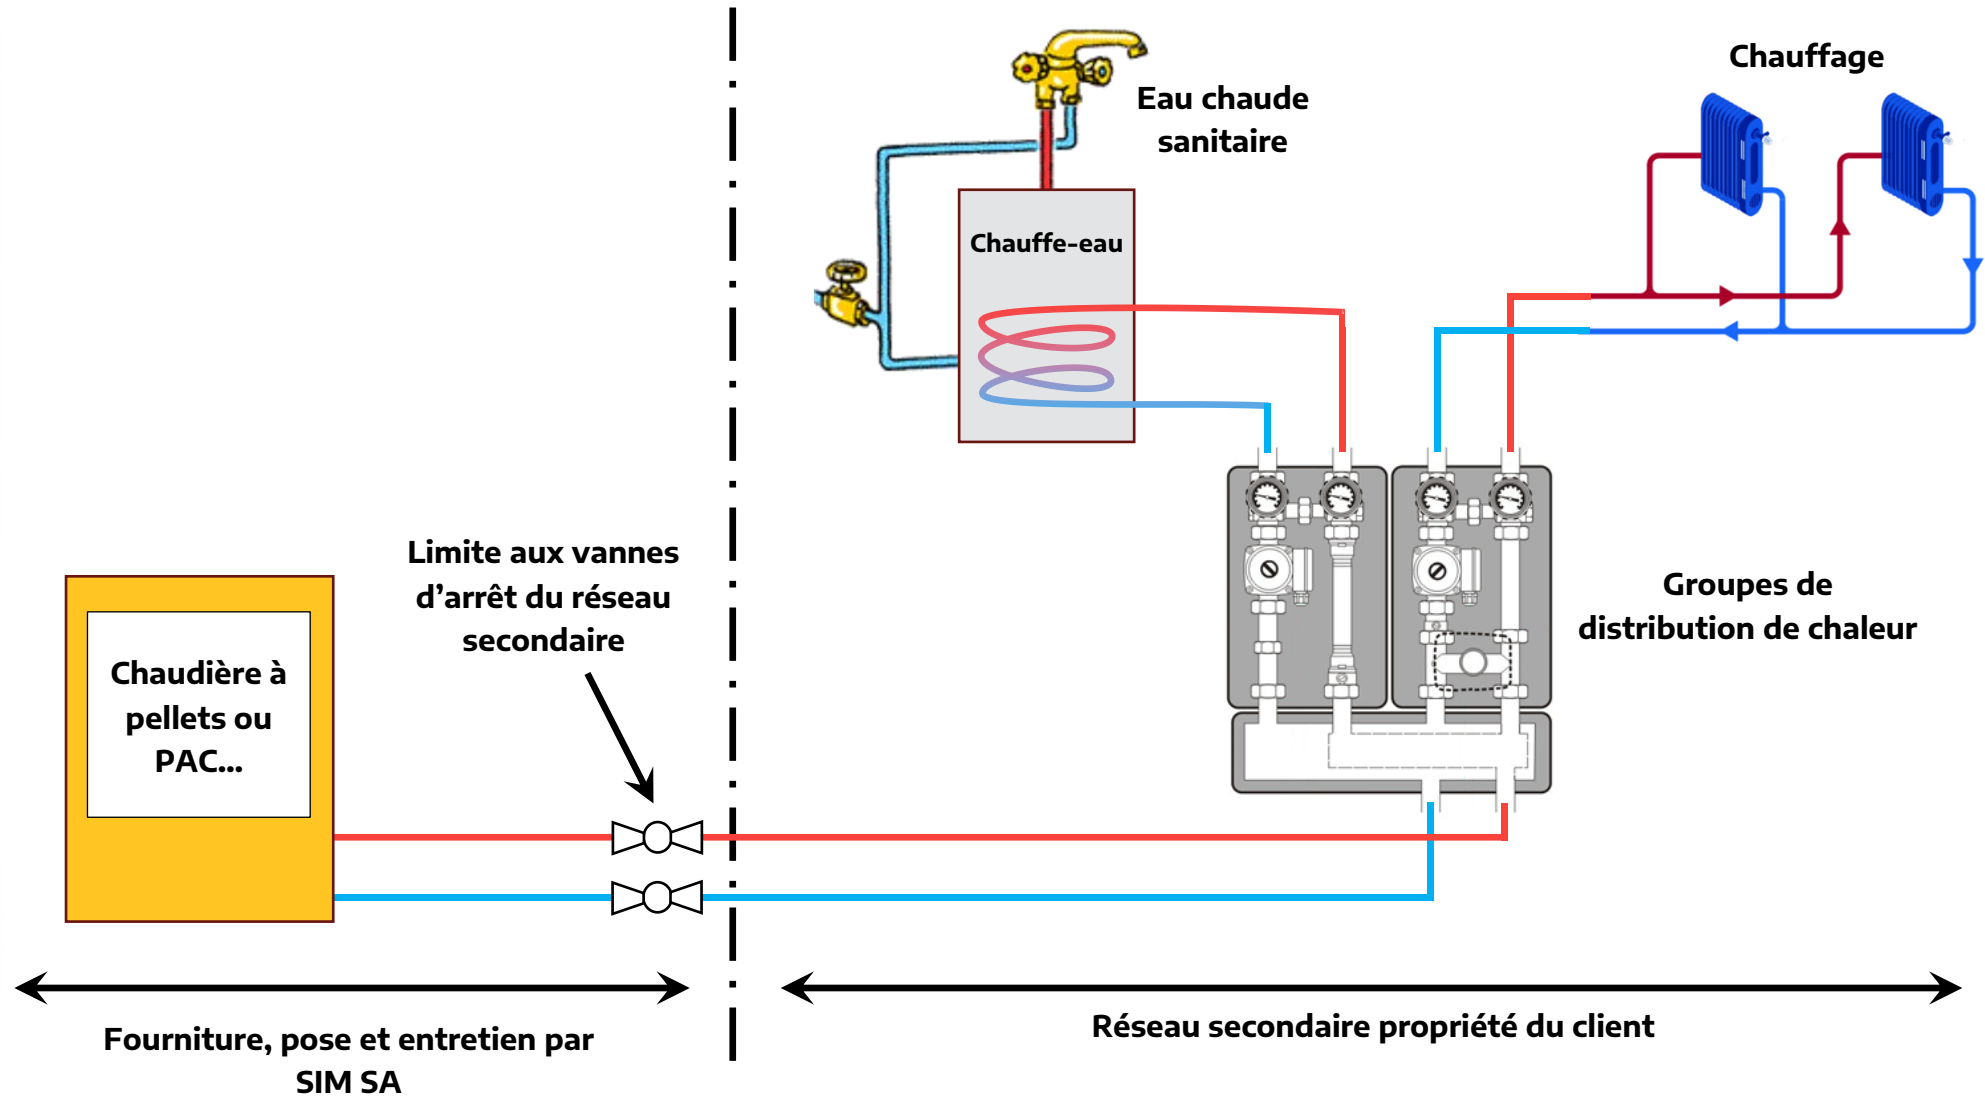 Chauffage
Eau chaude
sanitaire
Chauffe-eau
Limite aux vannes
d’arrêt du réseau
secondaire
Groupes de
distribution de chaleur
Chaudière à
pellets ou
PAC...
Fourniture, pose et entretien par
SIM SA
Réseau secondaire propriété du client